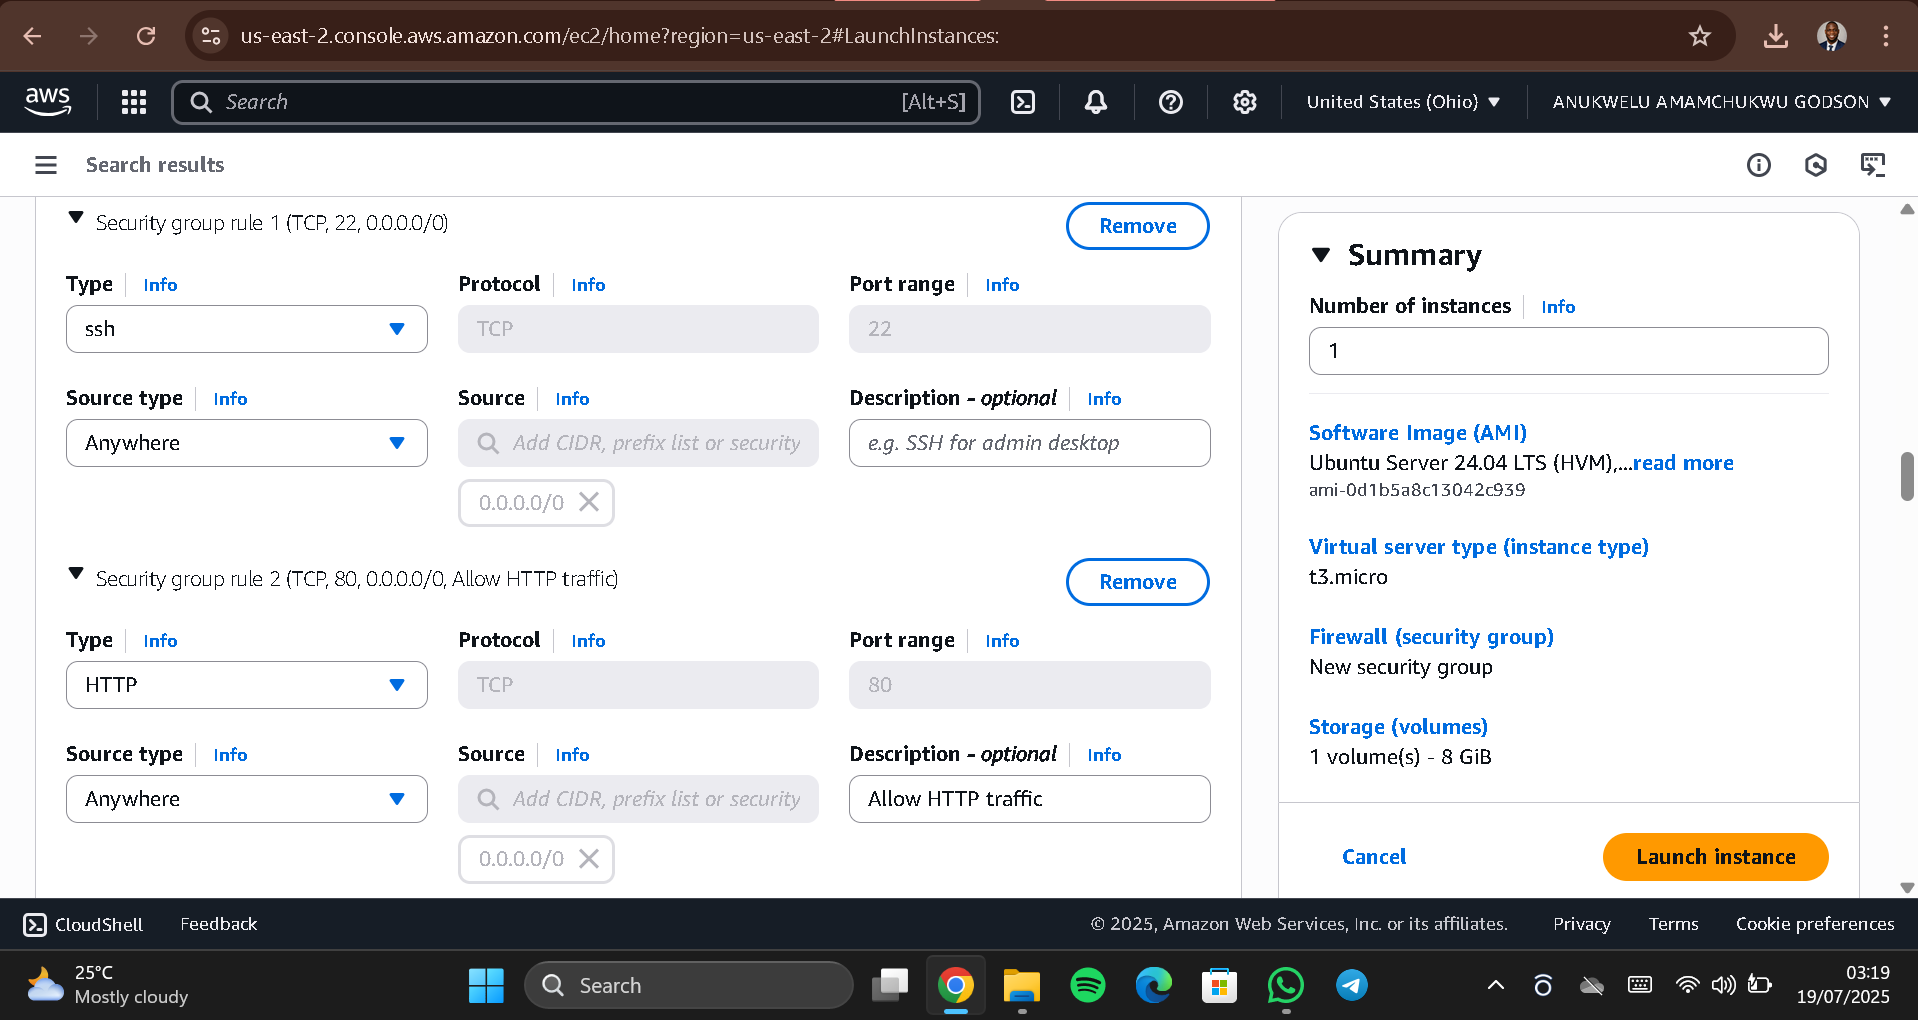 us-east-2.console.aws.amazon.com/ec2/home?region=us-east-2#LaunchInstances:
aws
Search
[Alt+S]
United States (Ohio)
ANUKWELU AMAMCHUKWU GODSON
Search results
Security group rule 1 (TCP, 22, 0.0.0.0/0)
Remove
Type Info
Protocol Info
Port range Info
ssh
TCP
22
Source type Info
Source Info
Description - optional Info
Anywhere
Add CIDR, prefix list or security
e.g. SSH for admin desktop
0.0.0.0/0
Security group rule 2 (TCP, 80, 0.0.0.0/0, Allow HTTP traffic)
Remove
Type Info
Protocol Info
Port range Info
HTTP
TCP
80
Source type Info
Source Info
Description - optional Info
Anywhere
Add CIDR, prefix list or security
Allow HTTP traffic
0.0.0.0/0
Summary
Number of instances Info
1
Software Image (AMI)
Ubuntu Server 24.04 LTS (HVM),...read more
ami-0d1b5a8c13042c939
Virtual server type (instance type)
t3.micro
Firewall (security group)
New security group
Storage (volumes)
1 volume(s) - 8 GiB
Cancel
Launch instance
CloudShell
Feedback
© 2025, Amazon Web Services, Inc. or its affiliates.
Privacy
Terms
Cookie preferences
25°C
Mostly cloudy
Search
03:19
19/07/2025